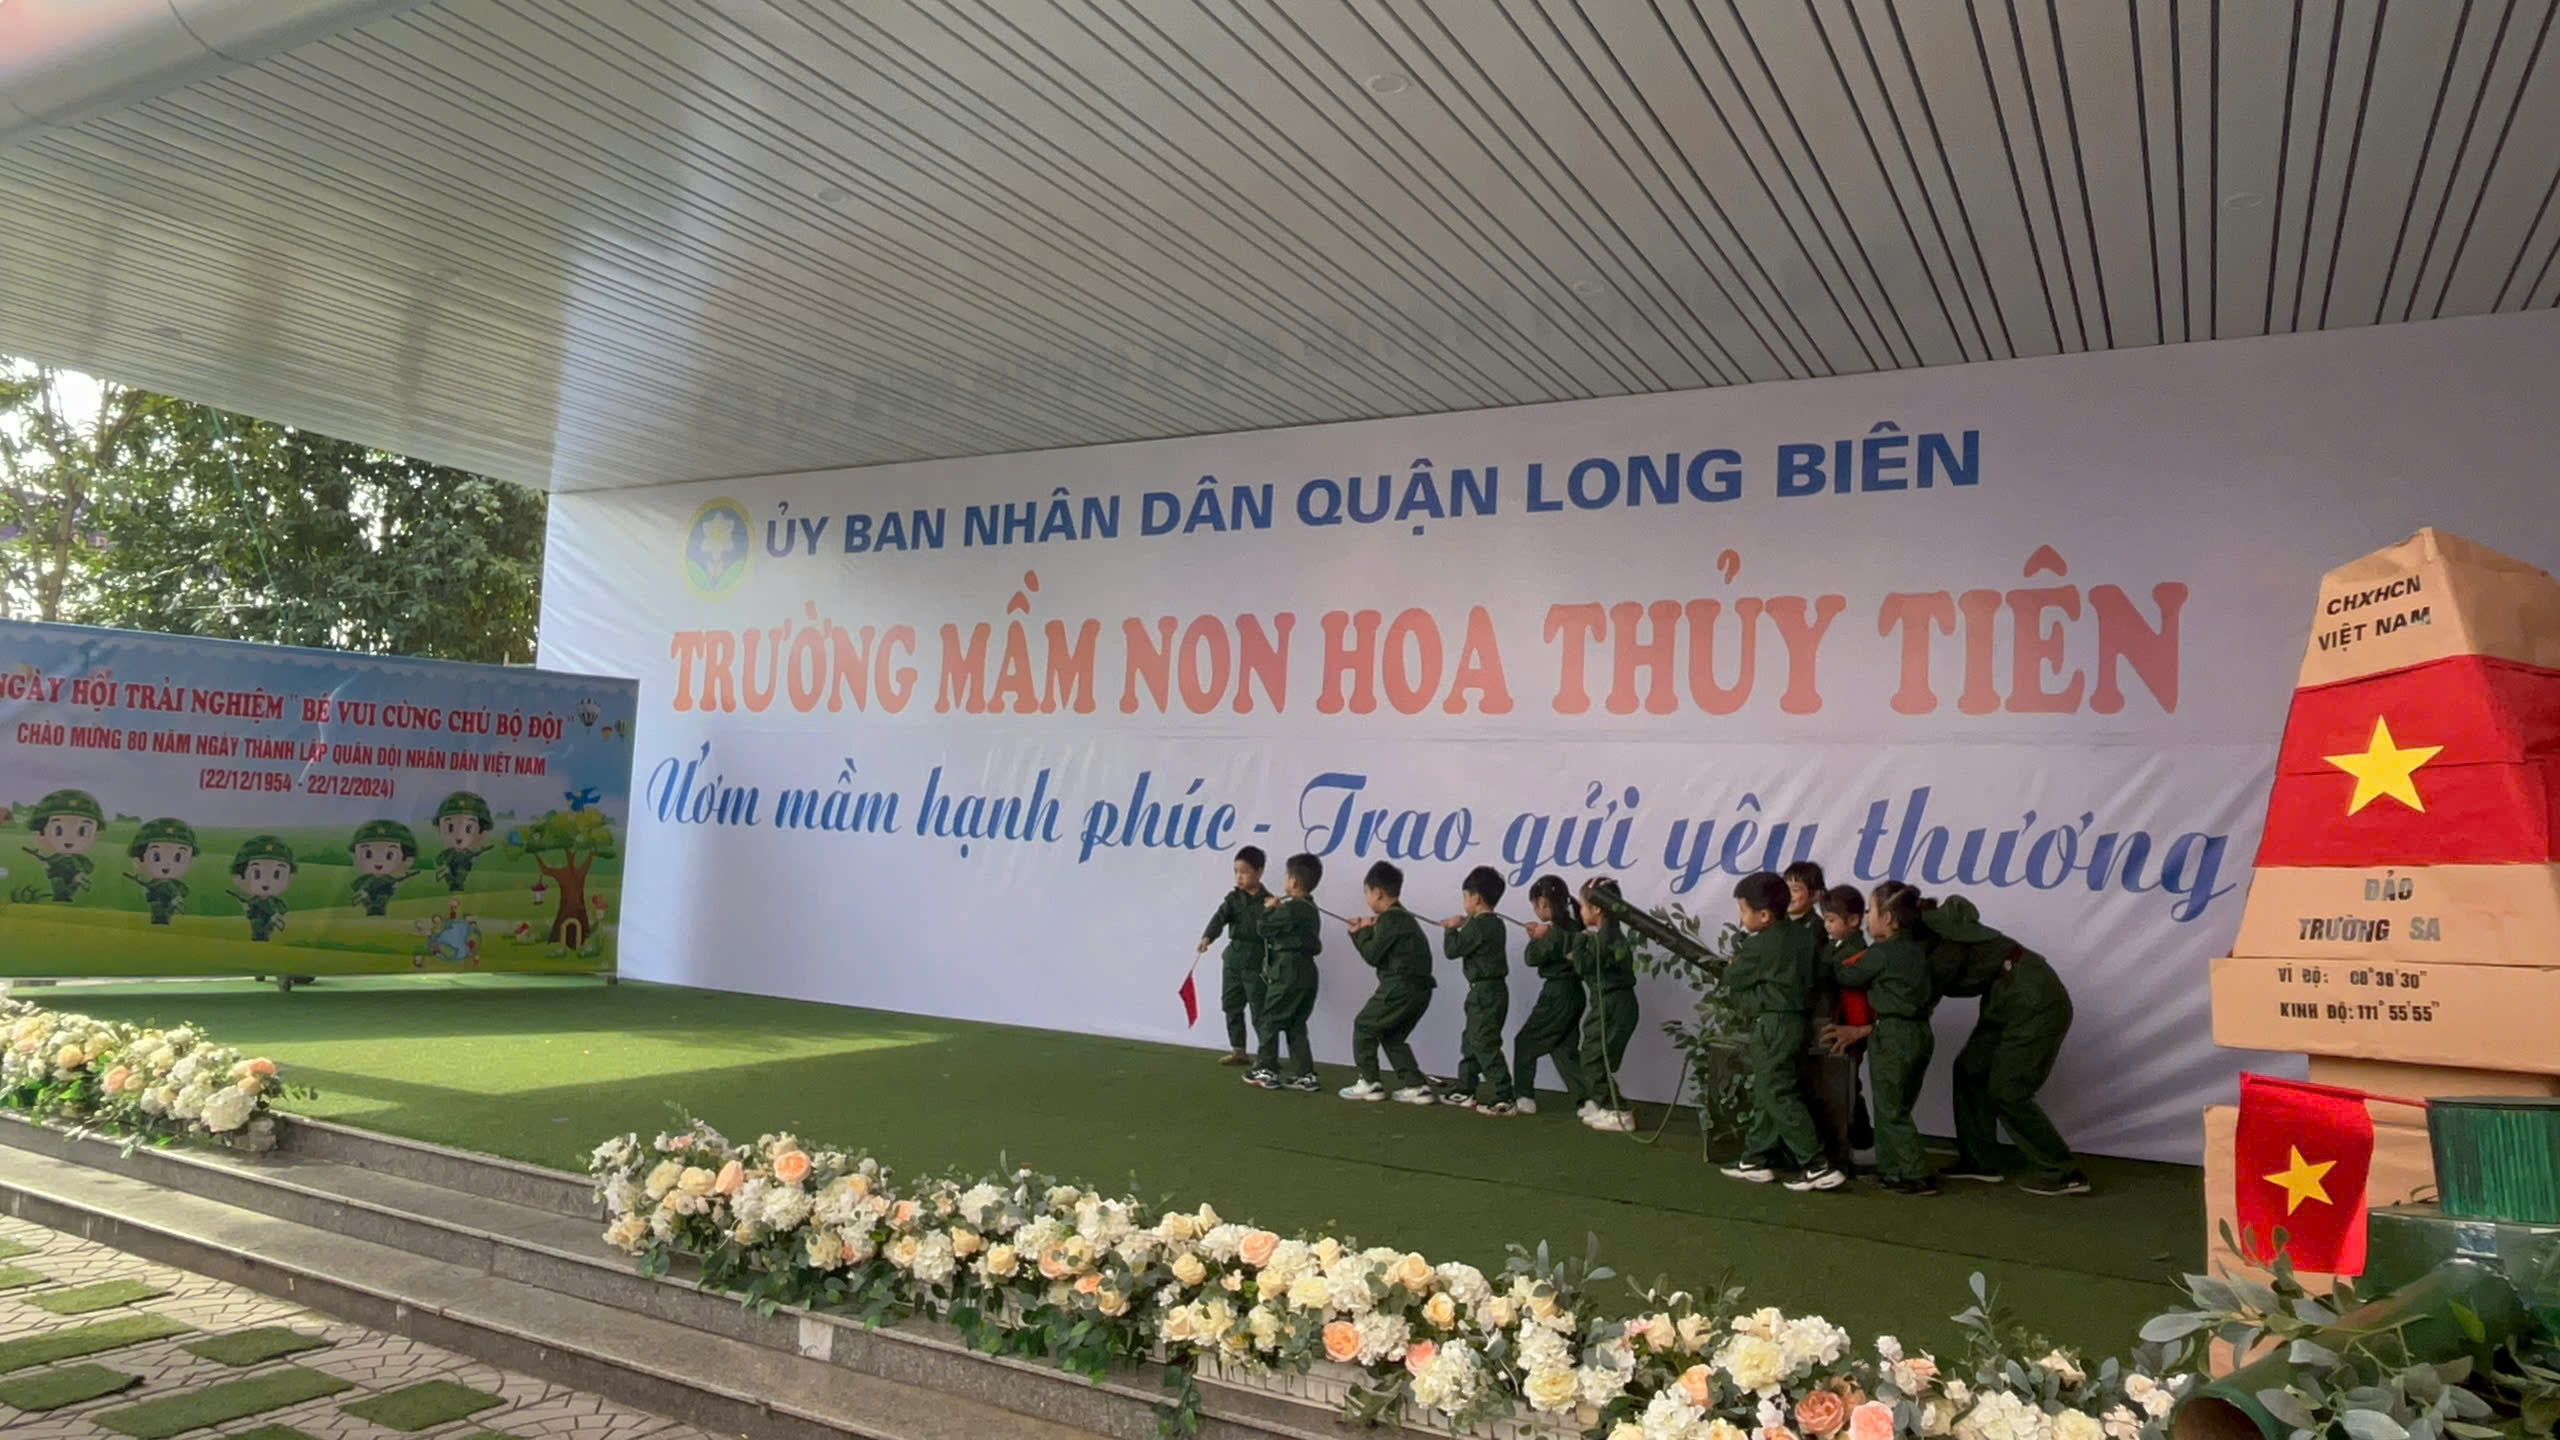 ỦY BAN NHÂN DÂN QUẬN LONG BIÊN
TRƯỜNG MẦM NON HOA THỦY TIÊN
Ươm mầm hạnh phúc - Trao gửi yêu thương
NGÀY HỘI TRẢI NGHIỆM "BÉ VUI CÙNG CHÚ BỘ ĐỘI"
CHÀO MỪNG 80 NĂM NGÀY THÀNH LẬP QUÂN ĐỘI NHÂN DÂN VIỆT NAM
(22/12/1954 - 22/12/2024)
CHXHCN
VIỆT NAM
ĐẢO
TRƯỜNG SA
VĨ ĐỘ: 08°38'30"
KINH ĐỘ: 111°55'55"